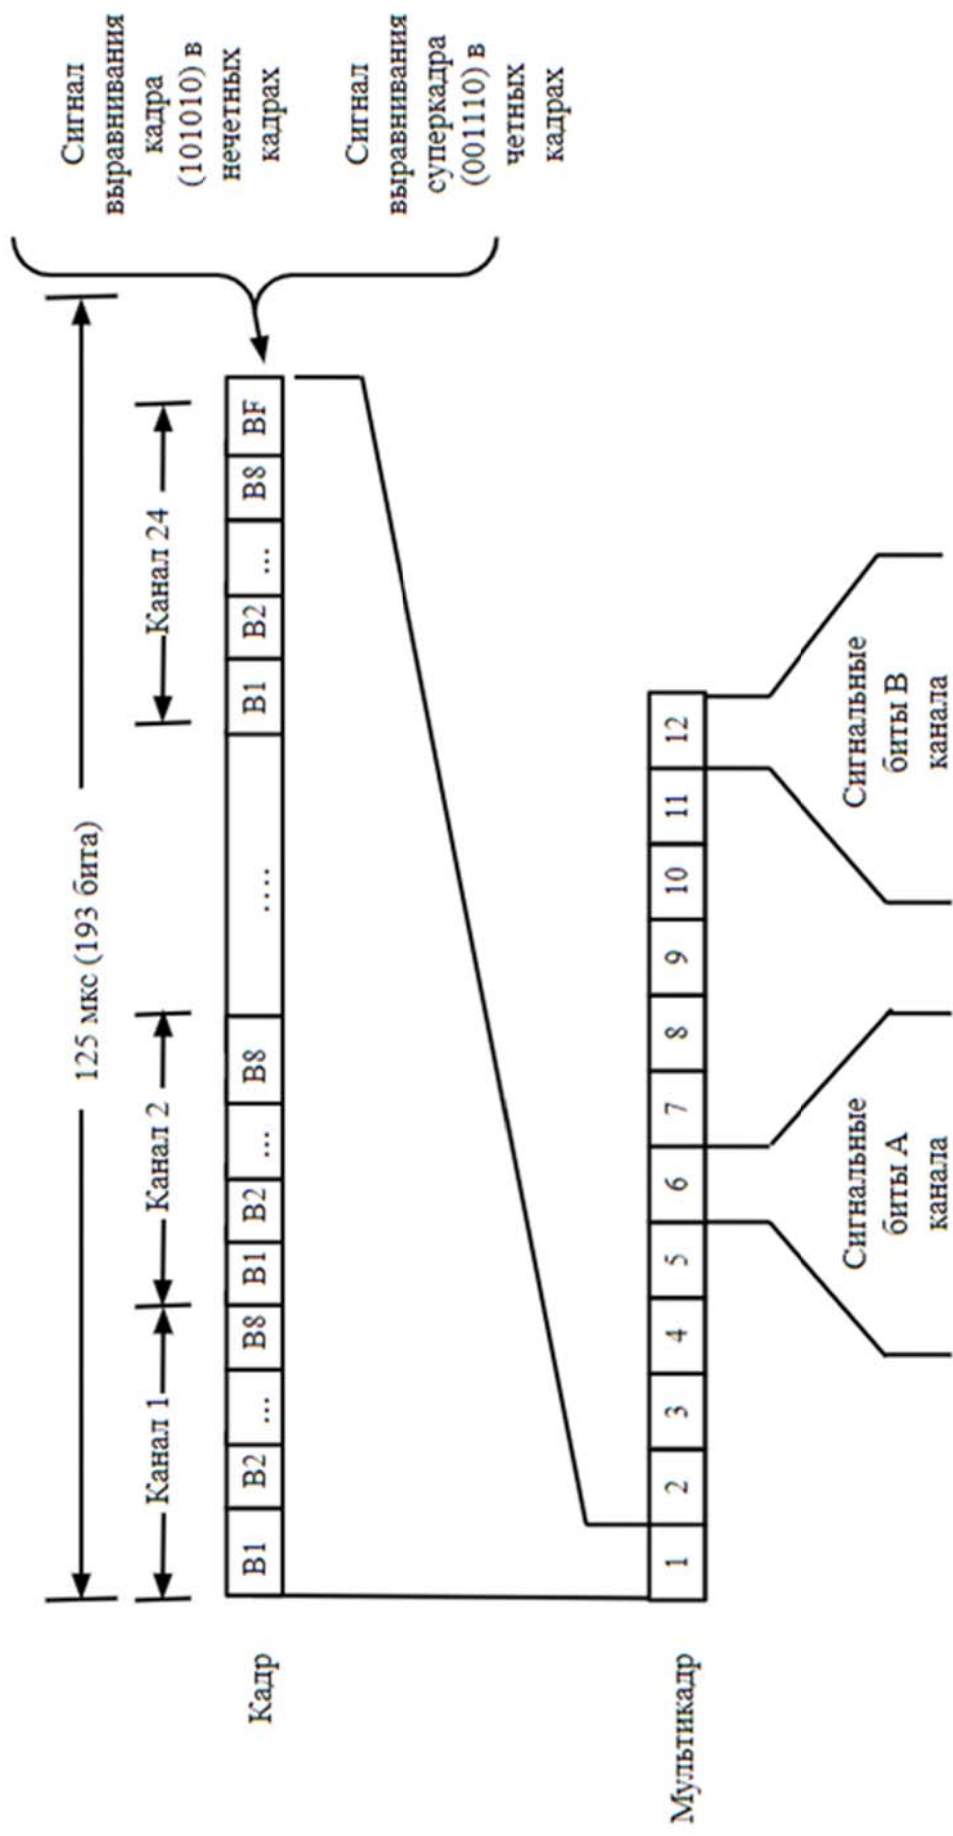 125 мкс (193 бита)
Канал 1
Канал 2
Канал 24
Сигнал
выравнивания
кадра
(101010) в
нечетных
кадрах
Сигнал
выравнивания
суперкадра
(001110) в
четных
кадрах
Кадр
B1 B2 ... B8 B1 B2 ... B8 .... B1 B2 ... B8 BF
Мультикадр
1 2 3 4 5 6 7 8 9 10 11 12
Сигнальные
биты A
канала
Сигнальные
биты B
канала